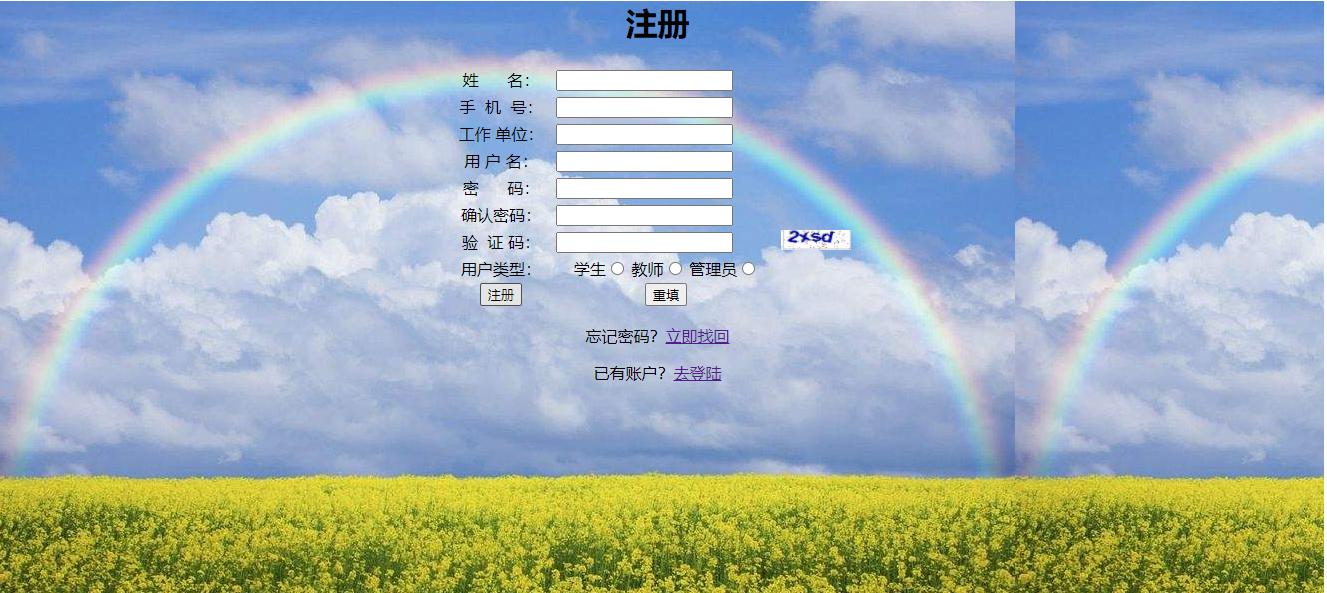 注册
姓 名：
手 机 号：
工作 单位：
用 户 名：
密 码：
确认密码：
验 证 码： 2xsd
用户类型： 学生 教师 管理员
注册 重填
忘记密码？立即找回
已有账户？去登陆